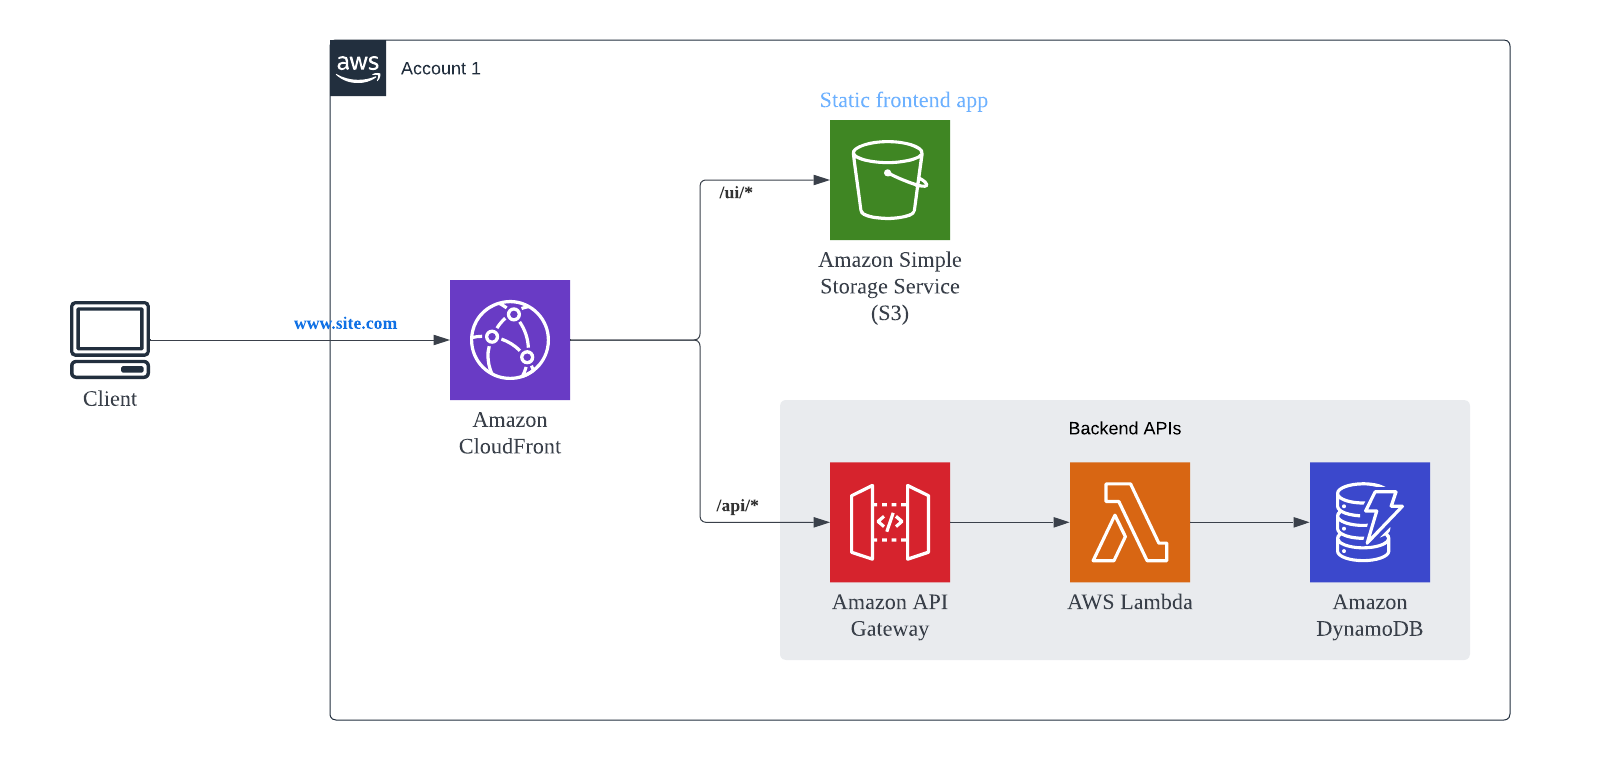 aws
Account 1
Static frontend app
/ui/*
Amazon Simple
Storage Service
(S3)
www.site.com
Client
Amazon
CloudFront
Backend APIs
/api/*
</>
Amazon API
Gateway
AWS Lambda
Amazon
DynamoDB